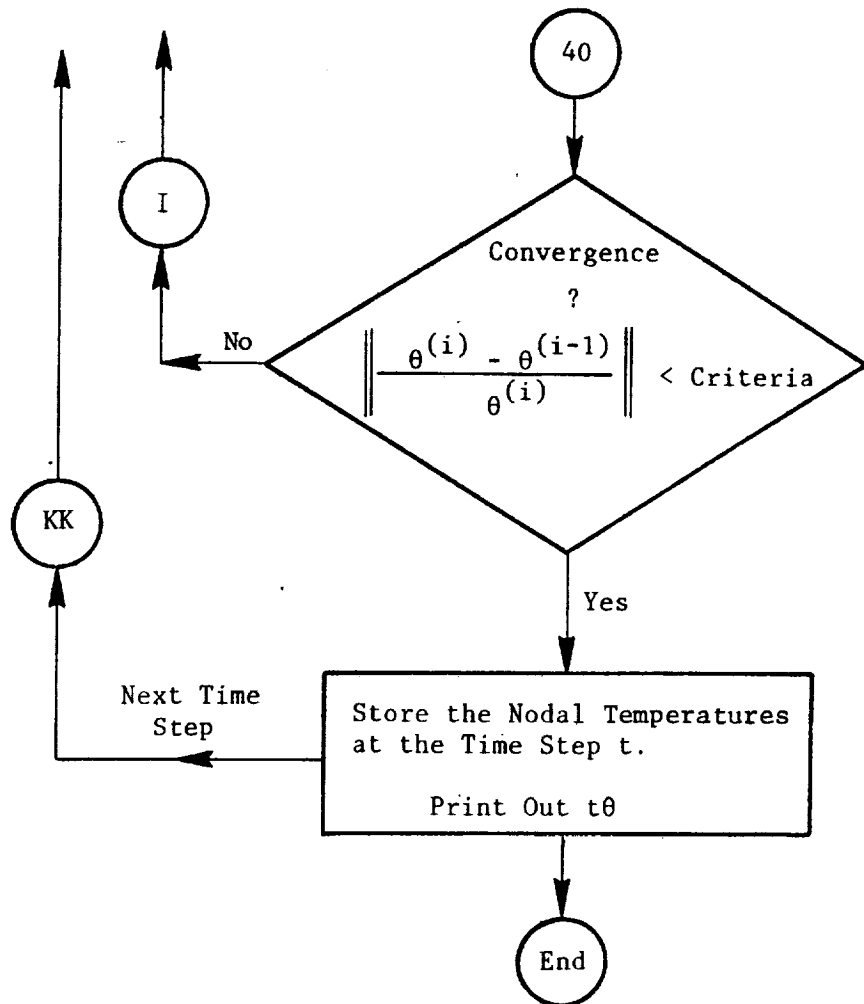 40
I
Convergence
?
No
‖ θ^(i) - θ^(i-1) / θ^(i) ‖ < Criteria
KK
Yes
Next Time
Step
Store the Nodal Temperatures
at the Time Step t.
Print Out tθ
End